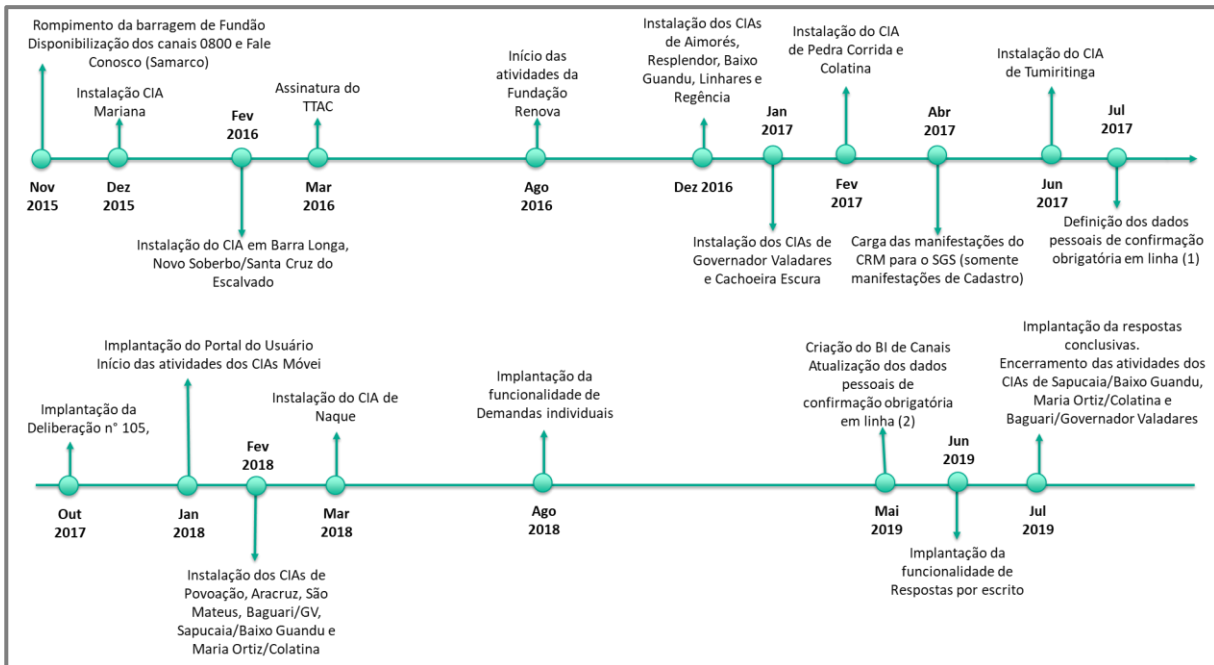 Rompimento da barragem de Fundão
Disponibilização dos canais 0800 e Fale
Conosco (Samarco)
Nov
2015
Instalação CIA
Mariana
Dez
2015
Fev
2016
Instalação do CIA em Barra Longa,
Novo Soberbo/Santa Cruz do
Escalvado
Assinatura do
TTAC
Mar
2016
Início das
atividades da
Fundação
Renova
Ago
2016
Instalação dos CIAs
de Aimorés,
Resplendor, Baixo
Guandu, Linhares e
Regência
Dez 2016
Jan
2017
Instalação dos CIAs de
Governador Valadares
e Cachoeira Escura
Instalação do CIA
de Pedra Corrida e
Colatina
Fev
2017
Abr
2017
Carga das manifestações do
CRM para o SGS (somente
manifestações de Cadastro)
Instalação do CIA
de Tumiritinga
Jun
2017
Jul
2017
Definição dos dados
pessoais de confirmação
obrigatória em linha (1)
Implantação da
Deliberação n° 105,
Out
2017
Implantação do Portal do Usuário
Início das atividades dos CIAs Móvei
Jan
2018
Fev
2018
Instalação dos CIAs de
Povoação, Aracruz, São
Mateus, Baguari/GV,
Sapucaia/Baixo Guandu e
Maria Ortiz/Colatina
Instalação do CIA de
Naque
Mar
2018
Implantação da
funcionalidade de
Demandas individuais
Ago
2018
Criação do BI de Canais
Atualização dos dados
pessoais de
confirmação obrigatória
em linha (2)
Mai
2019
Jun
2019
Implantação da
funcionalidade de
Respostas por escrito
Implantação da respostas
conclusivas.
Encerramento das atividades dos
CIAs de Sapucaia/Baixo Guandu,
Maria Ortiz/Colatina e
Baguari/Governador Valadares
Jul
2019